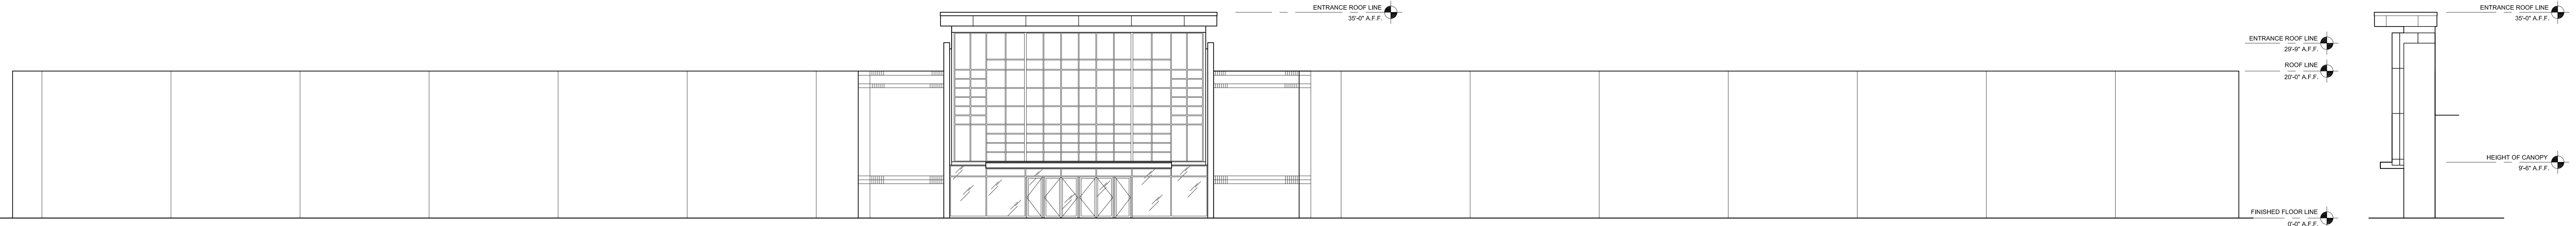 ENTRANCE ROOF LINE
35'-0" A.F.F.
ENTRANCE ROOF LINE
29'-9" A.F.F.
ROOF LINE
20'-0" A.F.F.
FINISHED FLOOR LINE
0'-0" A.F.F.
ENTRANCE ROOF LINE
35'-0" A.F.F.
HEIGHT OF CANOPY
9'-6" A.F.F.